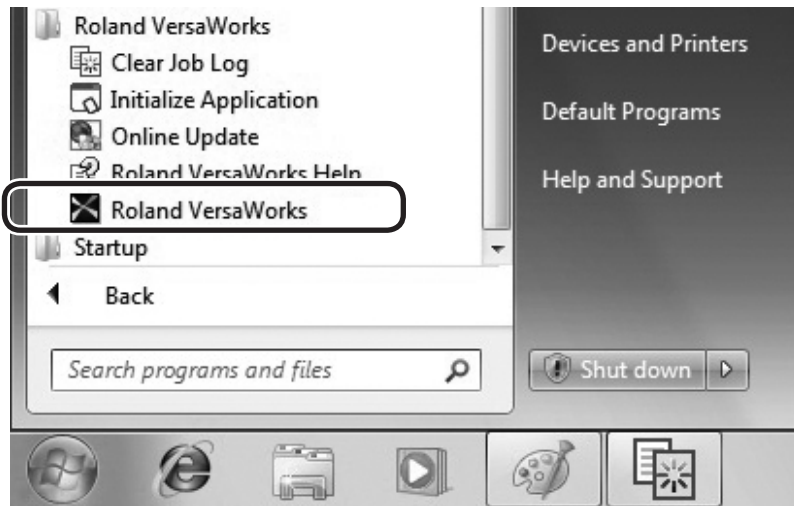 Roland VersaWorks
Clear Job Log
Initialize Application
Online Update
Roland VersaWorks Help
Roland VersaWorks
Startup
Back
Search programs and files
Devices and Printers
Default Programs
Help and Support
Shut down